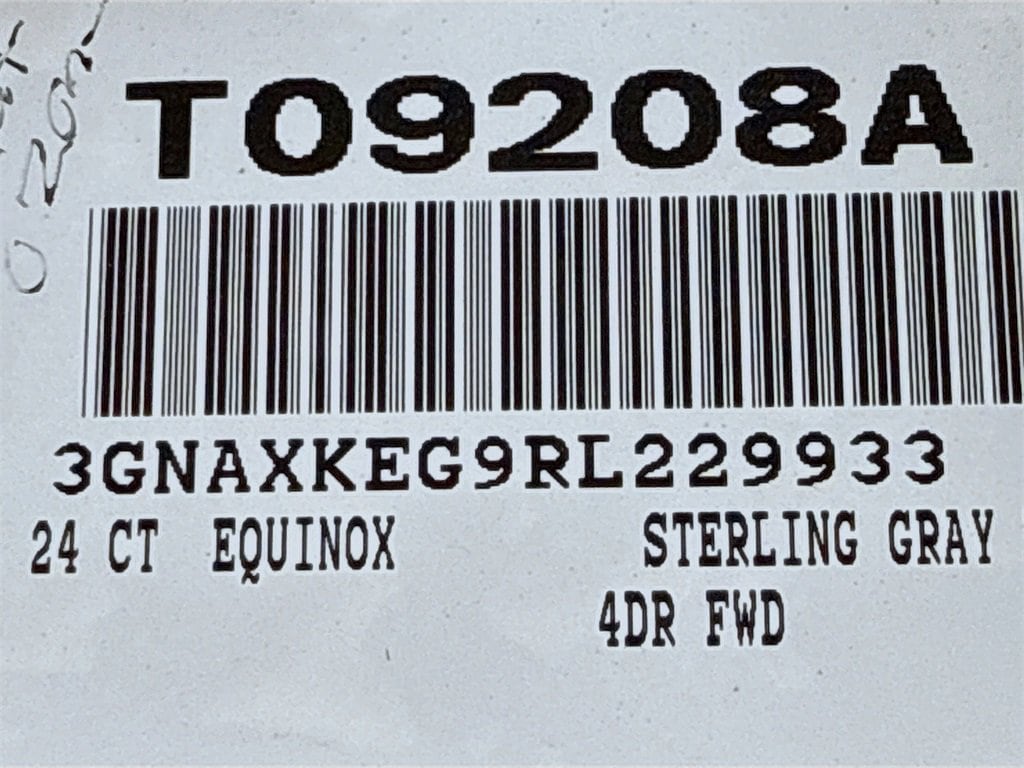 T09208A
3GNAXKEG9RL229933
24 CT EQUINOX STERLING GRAY
4DR FWD